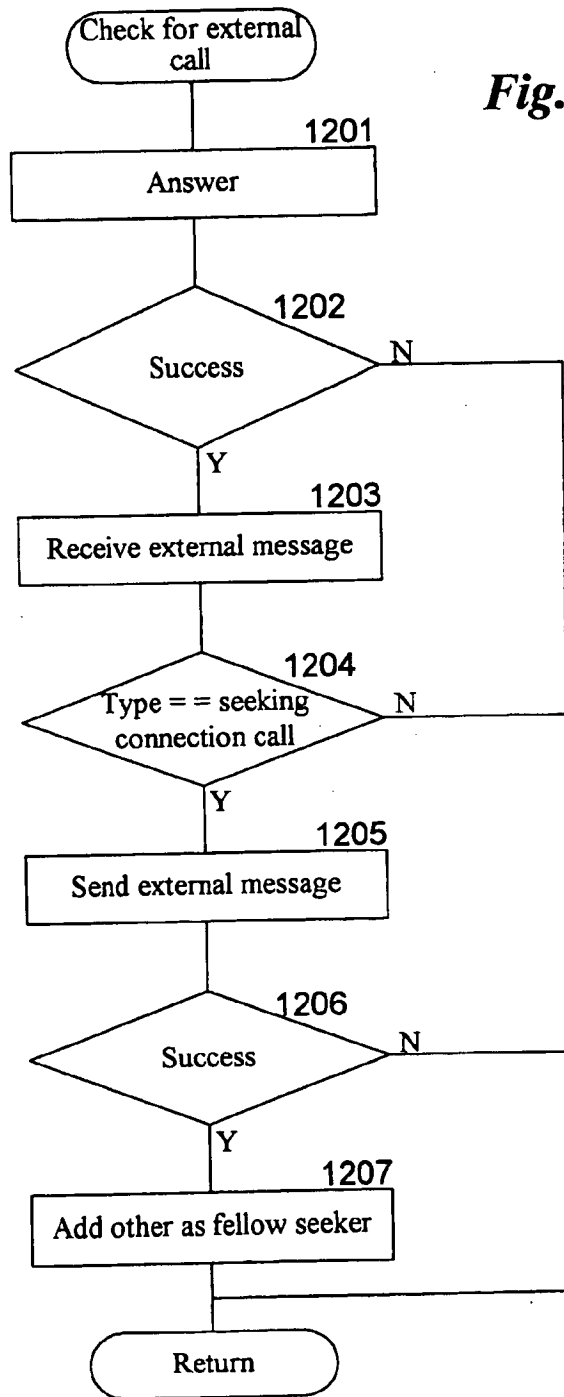 Check for external
call
Fig.
1201
Answer
1202
Success
N
Y
1203
Receive external message
1204
Type = = seeking
connection call
N
Y
1205
Send external message
1206
Success
N
Y
1207
Add other as fellow seeker
Return